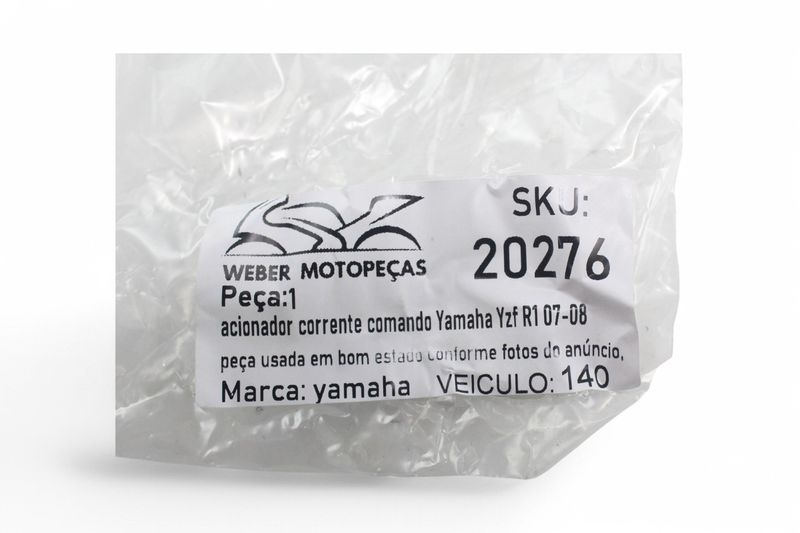 SKU:
20276
WEBER MOTOPEÇAS
Peça:1
acionador corrente comando Yamaha Yzf R1 07-08
peça usada em bom estado conforme fotos do anúncio,
Marca: yamaha VEICULO: 140